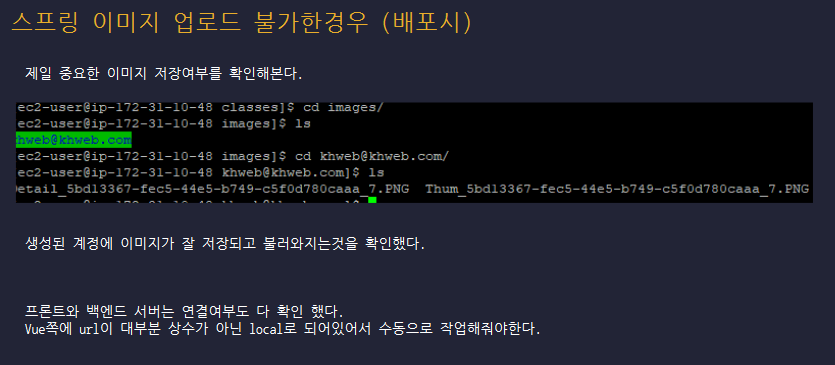 스프링 이미지 업로드 불가한경우 (배포시)
제일 중요한 이미지 저장여부를 확인해본다.
ec2-user@ip-172-31-10-48 classes]$ cd images/
ec2-user@ip-172-31-10-48 images]$ ls
khweb@khweb.com
ec2-user@ip-172-31-10-48 images]$ cd khweb@khweb.com/
ec2-user@ip-172-31-10-48 khweb@khweb.com]$ ls
Detail_5bd13367-fec5-44e5-b749-c5f0d780caaa_7.PNG Thum_5bd13367-fec5-44e5-b749-c5f0d780caaa_7.PNG
생성된 계정에 이미지가 잘 저장되고 불러와지는것을 확인했다.
프론트와 백엔드 서버는 연결여부도 다 확인 했다.
Vue쪽에 url이 대부분 상수가 아닌 local로 되어있어서 수동으로 작업해줘야한다.